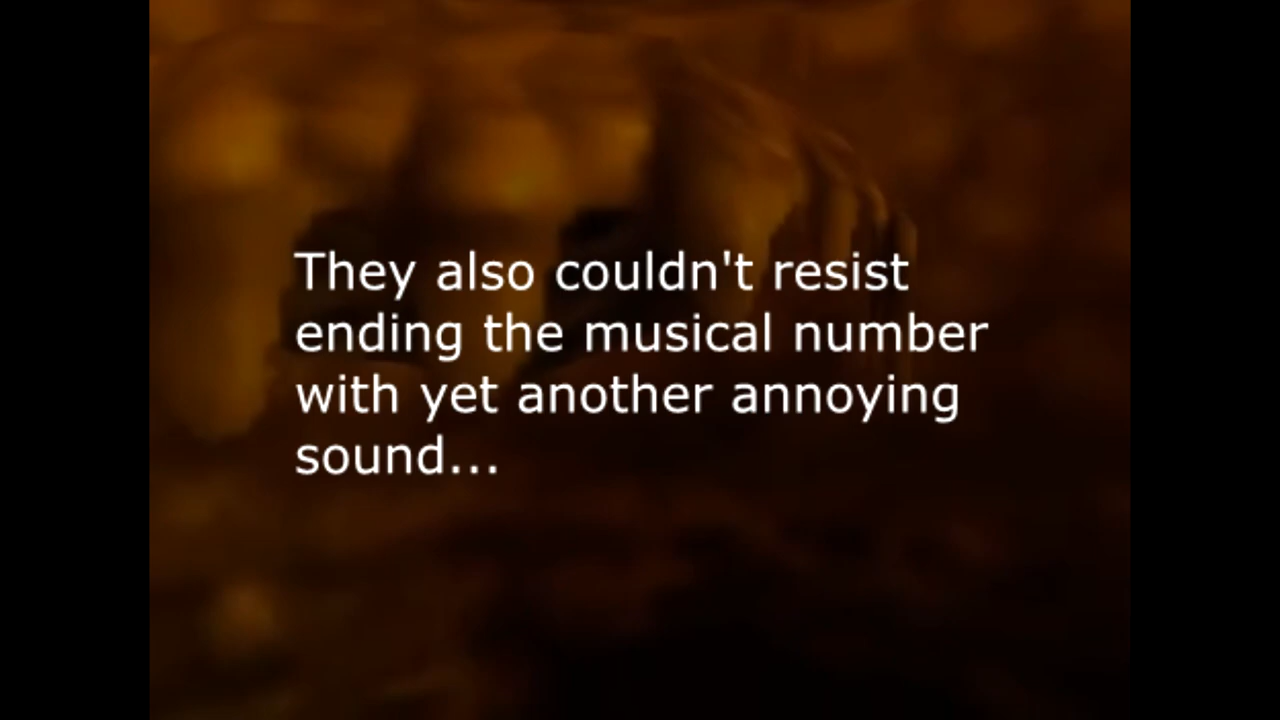 They also couldn't resist
ending the musical number
with yet another annoying
sound...